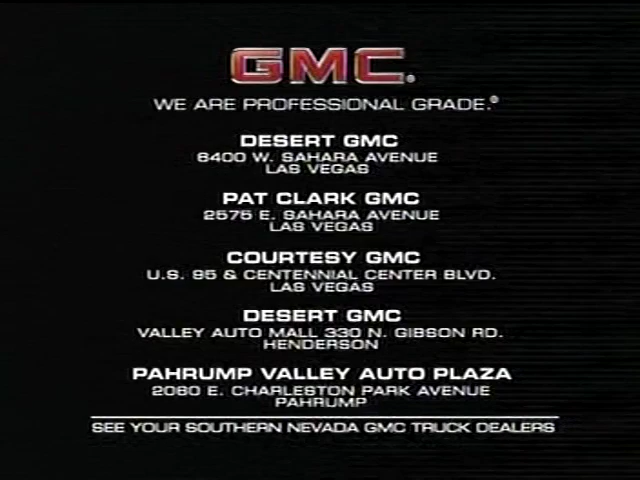 GMC®
WE ARE PROFESSIONAL GRADE.®
DESERT GMC
6400 W. SAHARA AVENUE
LAS VEGAS
PAT CLARK GMC
2575 E. SAHARA AVENUE
LAS VEGAS
COURTESY GMC
U.S. 95 & CENTENNIAL CENTER BLVD.
LAS VEGAS
DESERT GMC
VALLEY AUTO MALL 330 N. GIBSON RD.
HENDERSON
PAHRUMP VALLEY AUTO PLAZA
2060 E. CHARLESTON PARK AVENUE
PAHRUMP
SEE YOUR SOUTHERN NEVADA GMC TRUCK DEALERS